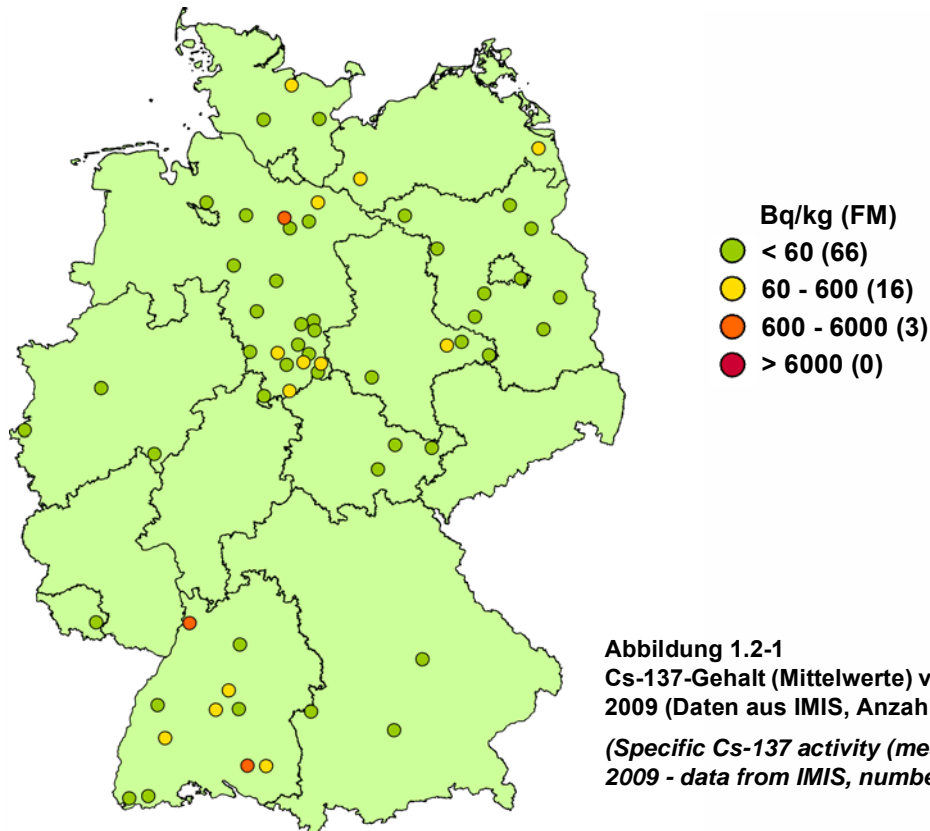 Bq/kg (FM)
< 60 (66)
60 - 600 (16)
600 - 6000 (3)
> 6000 (0)
Abbildung 1.2-1
Cs-137-Gehalt (Mittelwerte) v
2009 (Daten aus IMIS, Anzah
(Specific Cs-137 activity (me
2009 - data from IMIS, numbe